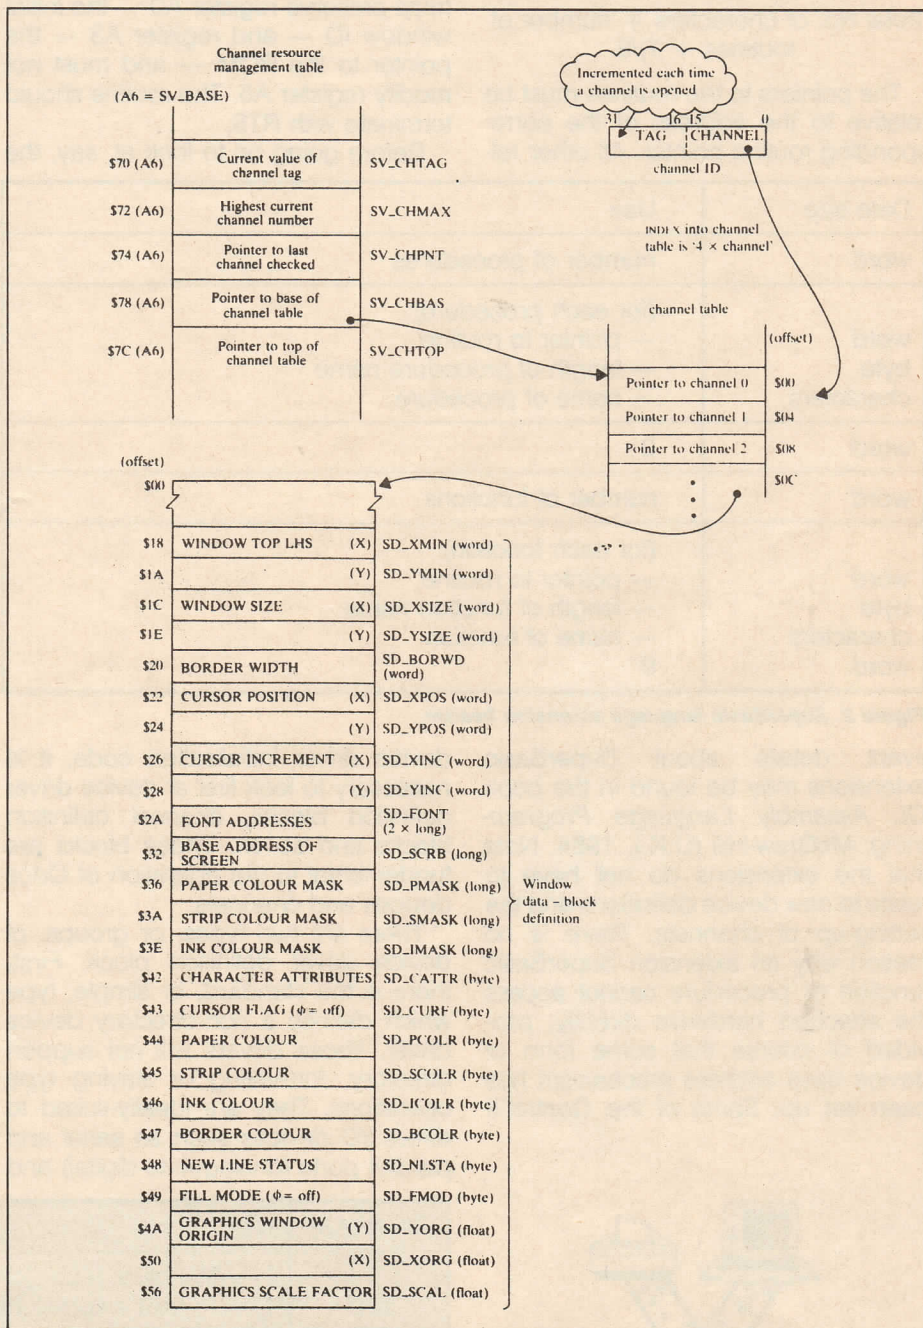 Channel resource
management table
(A6 = SV_BASE)
$70 (A6) Current value of
channel tag SV_CHTAG
$72 (A6) Highest current
channel number SV_CHMAX
$74 (A6) Pointer to last
channel checked SV_CHPNT
$78 (A6) Pointer to base of
channel table SV_CHBAS
$7C (A6) Pointer to top of
channel table SV_CHTOP
Incremented each time
a channel is opened
31 16 15 0
TAG CHANNEL
channel ID
INDEX into channel
table is '4 × channel'
channel table
(offset)
Pointer to channel 0 $00
Pointer to channel 1 $04
Pointer to channel 2 $08
$0C
(offset)
$00
$18 WINDOW TOP LHS (X) SD_XMIN (word)
$1A (Y) SD_YMIN (word)
$1C WINDOW SIZE (X) SD_XSIZE (word)
$1E (Y) SD_YSIZE (word)
$20 BORDER WIDTH SD_BORWD
(word)
$22 CURSOR POSITION (X) SD_XPOS (word)
$24 (Y) SD_YPOS (word)
$26 CURSOR INCREMENT (X) SD_XINC (word)
$28 (Y) SD_YINC (word)
$2A FONT ADDRESSES SD_FONT
(2 × long)
$32 BASE ADDRESS OF
SCREEN SD_SCRB (long)
$36 PAPER COLOUR MASK SD_PMASK (long)
$3A STRIP COLOUR MASK SD_SMASK (long)
$3E INK COLOUR MASK SD_IMASK (long)
$42 CHARACTER ATTRIBUTES SD_CATTR (byte)
$43 CURSOR FLAG (ϕ = off) SD_CURF (byte)
$44 PAPER COLOUR SD_PCOLR (byte)
$45 STRIP COLOUR SD_SCOLR (byte)
$46 INK COLOUR SD_ICOLR (byte)
$47 BORDER COLOUR SD_BCOLR (byte)
$48 NEW LINE STATUS SD_NLSTA (byte)
$49 FILL MODE (ϕ = off) SD_FMOD (byte)
$4A GRAPHICS WINDOW
ORIGIN (Y) SD_YORG (float)
$50 (X) SD_XORG (float)
$56 GRAPHICS SCALE FACTOR SD_SCAL (float)
Window
data – block
definition